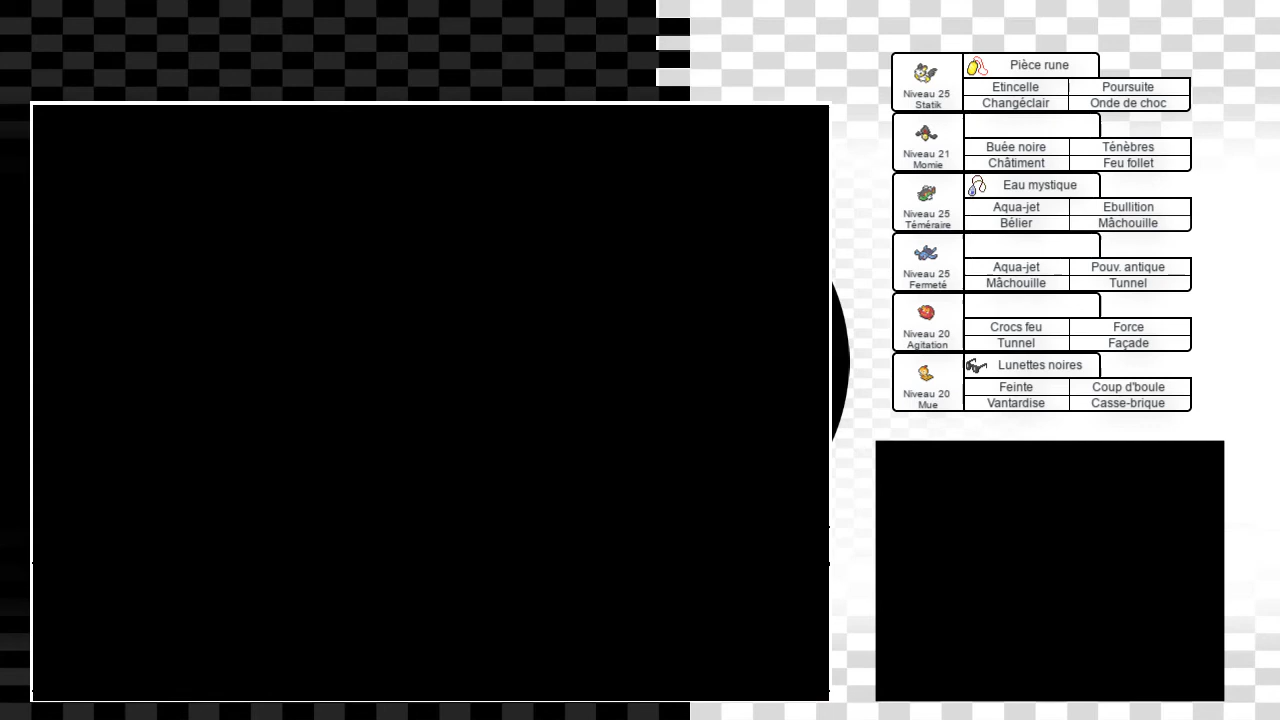 Pièce rune
Niveau 25
Statik
Etincelle Poursuite
Changéclair Onde de choc
Niveau 21
Momie
Buée noire Ténèbres
Châtiment Feu follet
Eau mystique
Niveau 25
Téméraire
Aqua-jet Ebullition
Bélier Mâchouille
Niveau 25
Fermeté
Aqua-jet Pouv. antique
Mâchouille Tunnel
Niveau 20
Agitation
Crocs feu Force
Tunnel Façade
Lunettes noires
Niveau 20
Mue
Feinte Coup d'boule
Vantardise Casse-brique